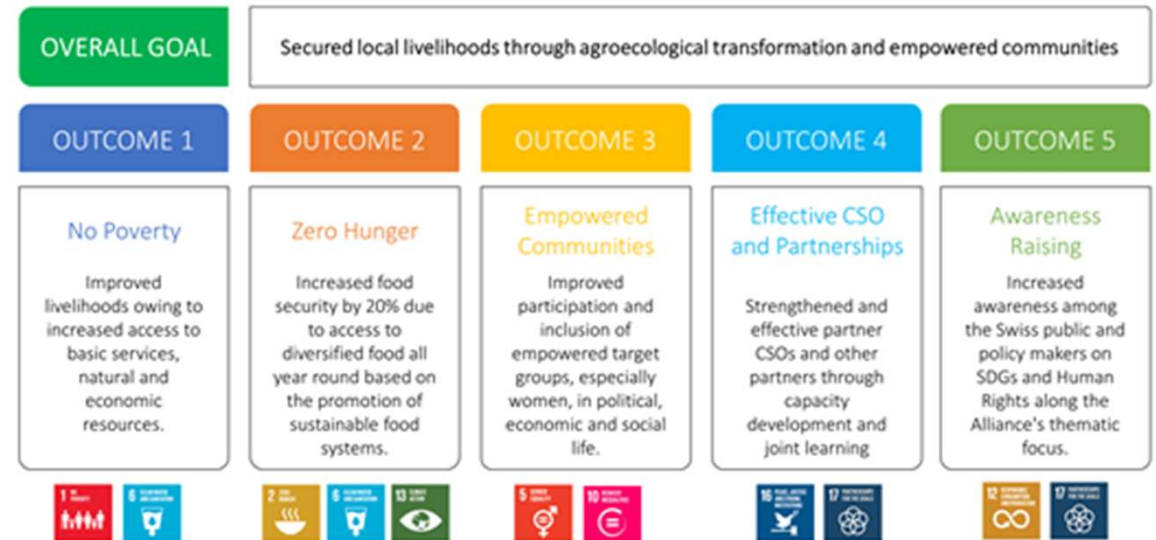 OVERALL GOAL
Secured local livelihoods through agroecological transformation and empowered communities
OUTCOME 1
OUTCOME 2
OUTCOME 3
OUTCOME 4
OUTCOME 5
No Poverty
Improved
livelihoods owing to
increased access to
basic services,
natural and
economic
resources.
Zero Hunger
Increased food
security by 20% due
to access to
diversified food all
year round based on
the promotion of
sustainable food
systems.
Empowered
Communities
Improved
participation and
inclusion of
empowered target
groups, especially
women, in political,
economic and social
life.
Effective CSO
and Partnerships
Strengthened and
effective partner
CSOs and other
partners through
capacity
development and
joint learning
Awareness
Raising
Increased
awareness among
the Swiss public and
policy makers on
SDGs and Human
Rights along the
Alliance's thematic
focus.
1
6
2
6
13
5
10
16
17
12
17